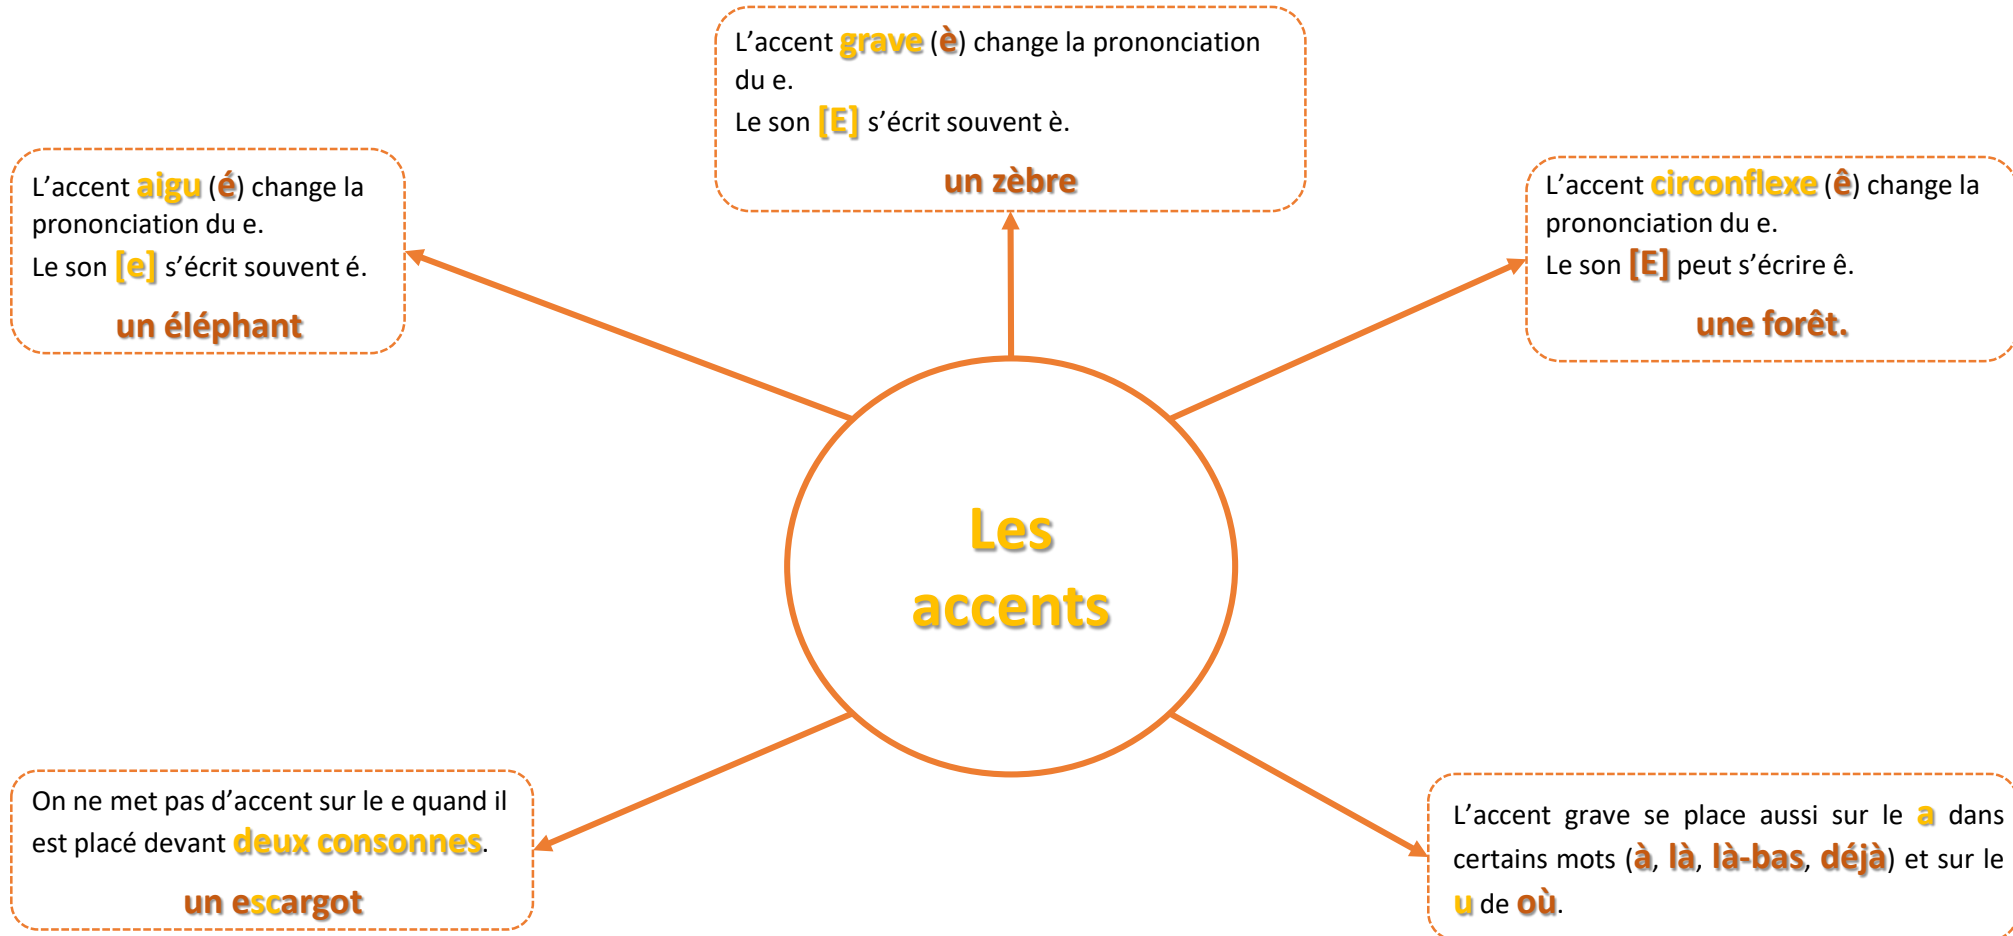 L’accent grave (è) change la prononciation
du e.
Le son [E] s’écrit souvent è.
un zèbre
L’accent aigu (é) change la
prononciation du e.
Le son [e] s’écrit souvent é.
un éléphant
L’accent circonflexe (ê) change la
prononciation du e.
Le son [E] peut s’écrire ê.
une forêt.
Les
accents
On ne met pas d’accent sur le e quand il
est placé devant deux consonnes.
un escargot
L’accent grave se place aussi sur le a dans
certains mots (à, là, là-bas, déjà) et sur le
u de où.